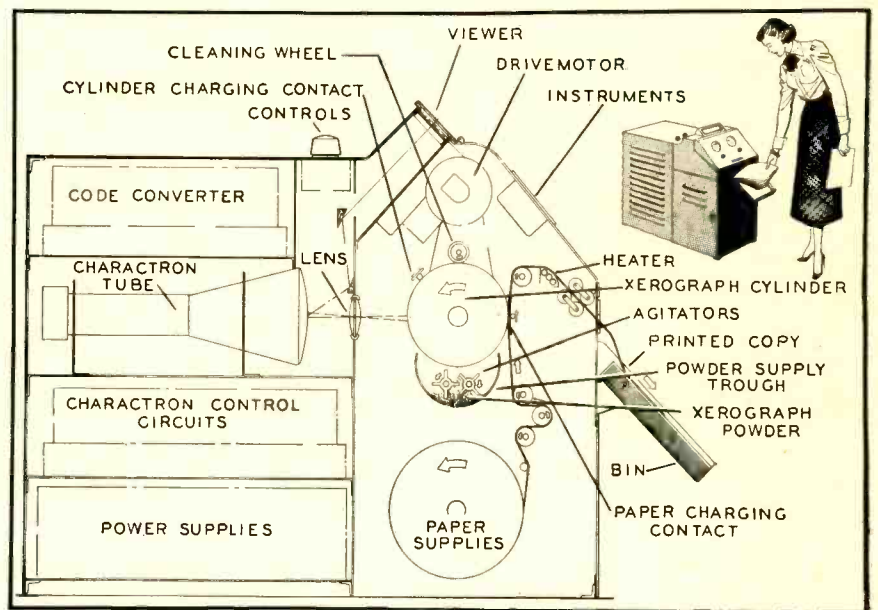 VIEWER
CLEANING WHEEL
DRIVEMOTOR
CYLINDER CHARGING CONTACT
INSTRUMENTS
CONTROLS
CODE CONVERTER
CHARACTRON
TUBE
LENS
HEATER
XEROGRAPH CYLINDER
AGITATORS
PRINTED COPY
POWDER SUPPLY
TROUGH
XEROGRAPH
POWDER
CHARACTRON CONTROL
CIRCUITS
BIN
POWER SUPPLIES
PAPER
SUPPLIES
PAPER CHARGING
CONTACT